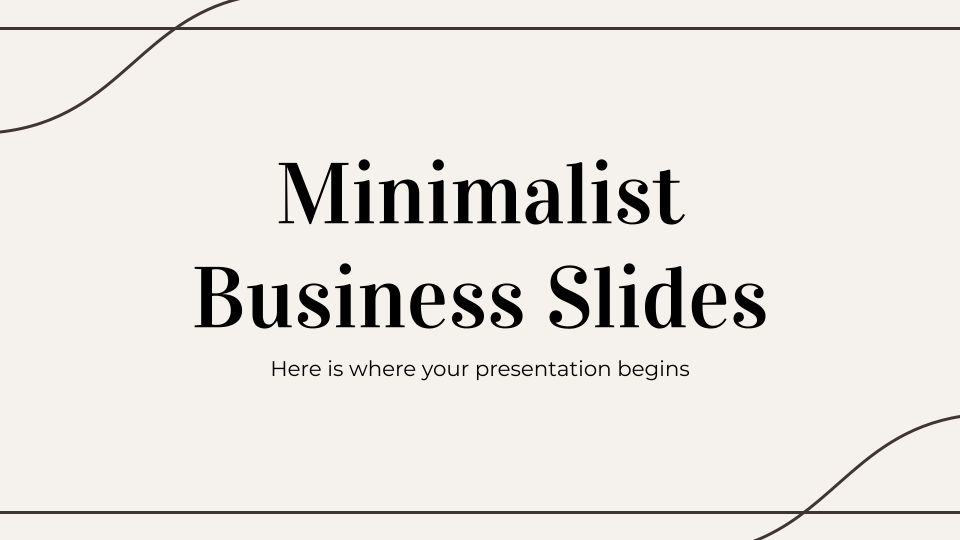 Minimalist
Business Slides
Here is where your presentation begins